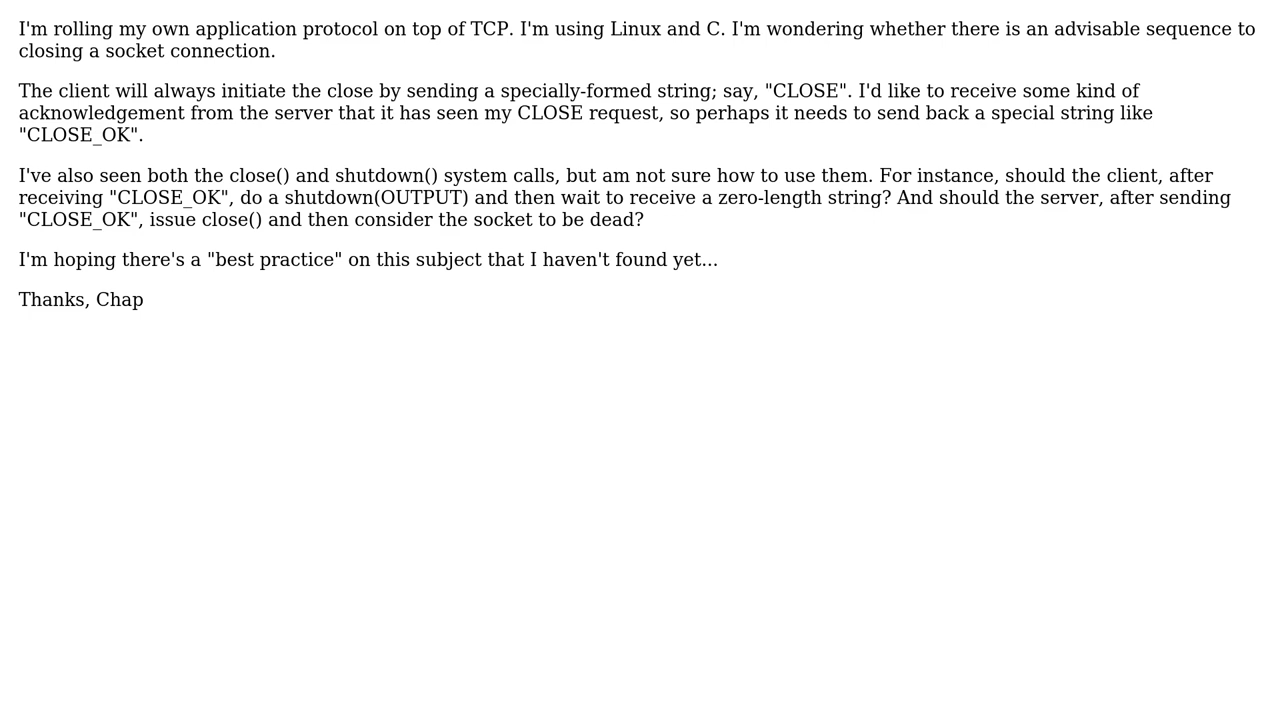 I'm rolling my own application protocol on top of TCP. I'm using Linux and C. I'm wondering whether there is an advisable sequence to
closing a socket connection.
The client will always initiate the close by sending a specially-formed string; say, "CLOSE". I'd like to receive some kind of
acknowledgement from the server that it has seen my CLOSE request, so perhaps it needs to send back a special string like
"CLOSE_OK".
I've also seen both the close() and shutdown() system calls, but am not sure how to use them. For instance, should the client, after
receiving "CLOSE_OK", do a shutdown(OUTPUT) and then wait to receive a zero-length string? And should the server, after sending
"CLOSE_OK", issue close() and then consider the socket to be dead?
I'm hoping there's a "best practice" on this subject that I haven't found yet...
Thanks, Chap